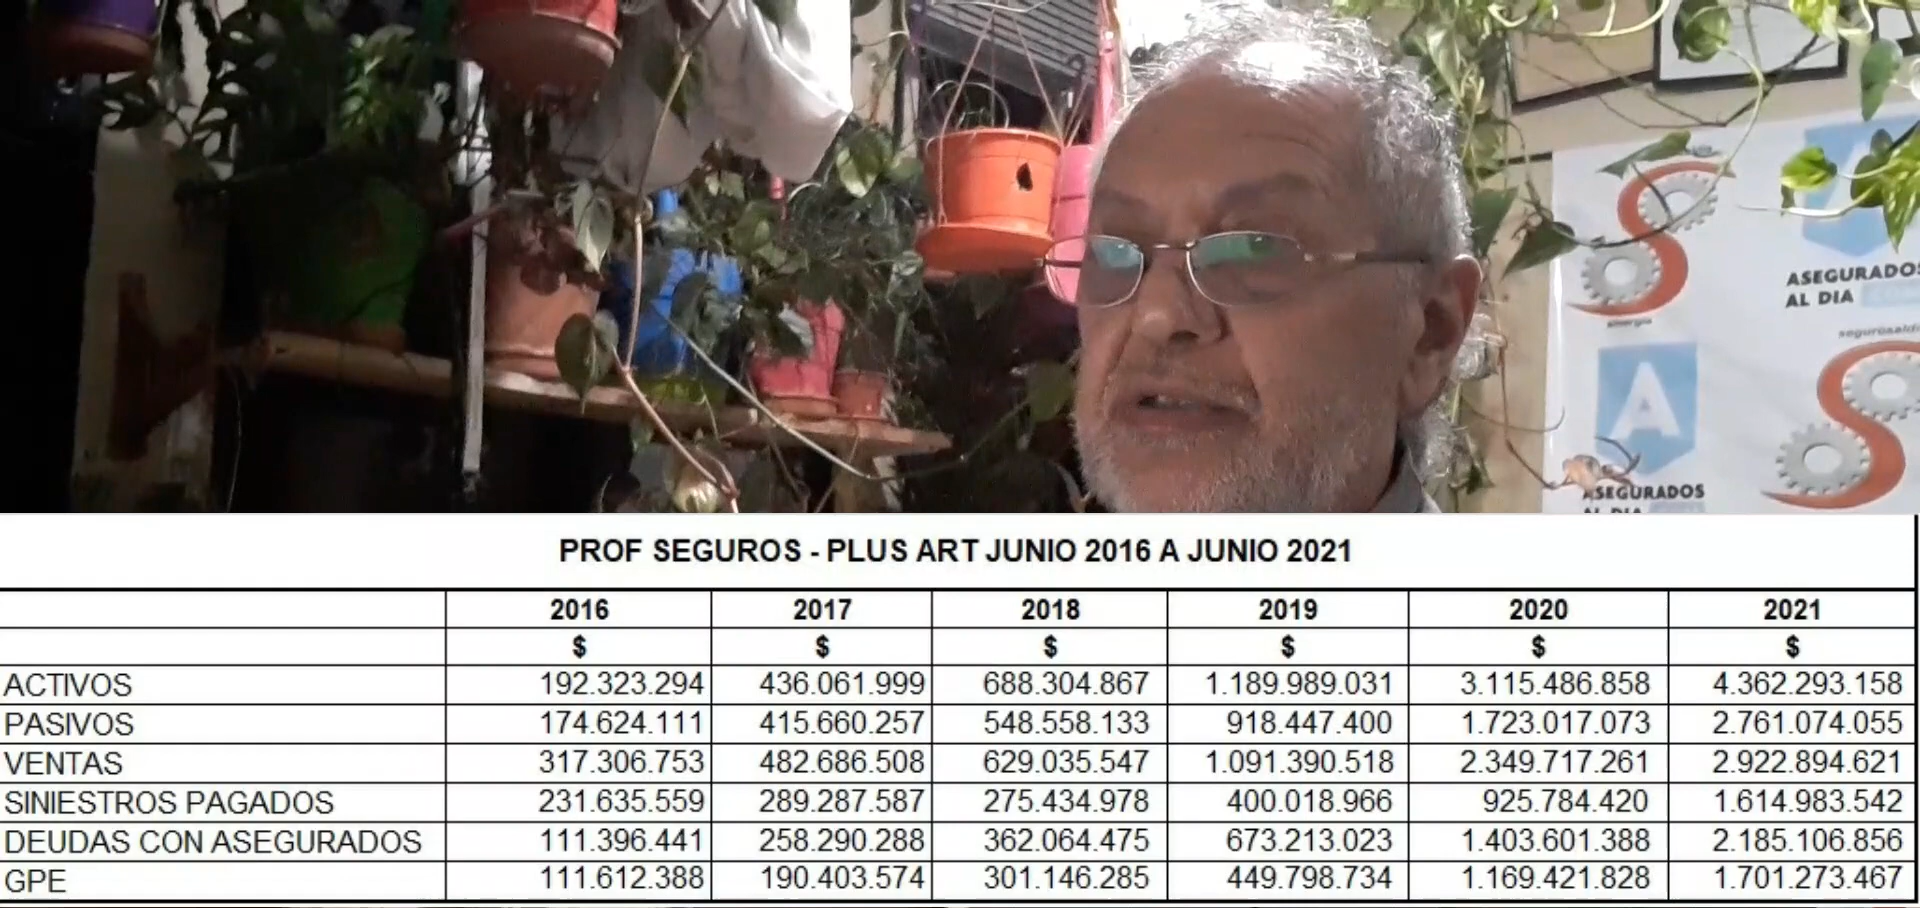 ASEGURADOS
AL DIA
sinergia
A
ASEGURADOS
PROF SEGUROS - PLUS ART JUNIO 2016 A JUNIO 2021
2016 2017 2018 2019 2020 2021
$ $ $ $ $ $
ACTIVOS 192.323.294 436.061.999 688.304.867 1.189.989.031 3.115.486.858 4.362.293.158
PASIVOS 174.624.111 415.660.257 548.558.133 918.447.400 1.723.017.073 2.761.074.055
VENTAS 317.306.753 482.686.508 629.035.547 1.091.390.518 2.349.717.261 2.922.894.621
SINIESTROS PAGADOS 231.635.559 289.287.587 275.434.978 400.018.966 925.784.420 1.614.983.542
DEUDAS CON ASEGURADOS 111.396.441 258.290.288 362.064.475 673.213.023 1.403.601.388 2.185.106.856
GPE 111.612.388 190.403.574 301.146.285 449.798.734 1.169.421.828 1.701.273.467